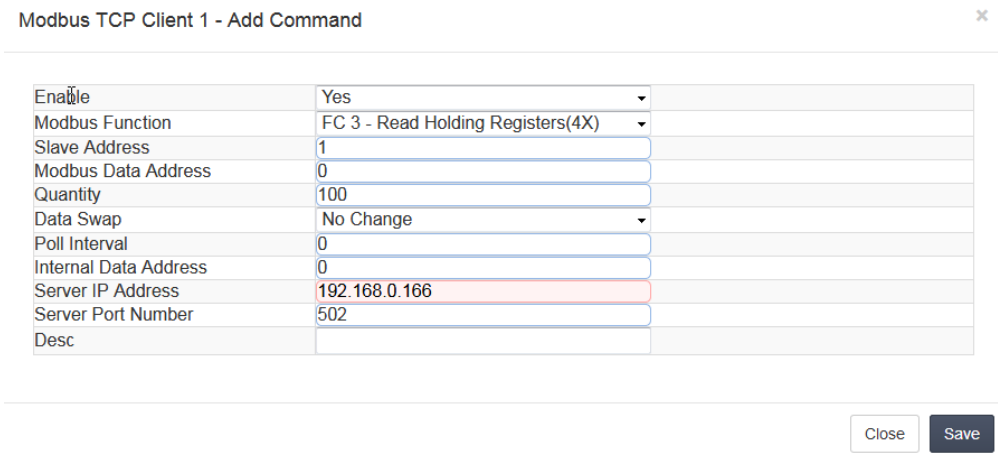 Modbus TCP Client 1 - Add Command ×
Enable Yes
Modbus Function FC 3 - Read Holding Registers(4X)
Slave Address 1
Modbus Data Address 0
Quantity 100
Data Swap No Change
Poll Interval 0
Internal Data Address 0
Server IP Address 192.168.0.166
Server Port Number 502
Desc
Close Save